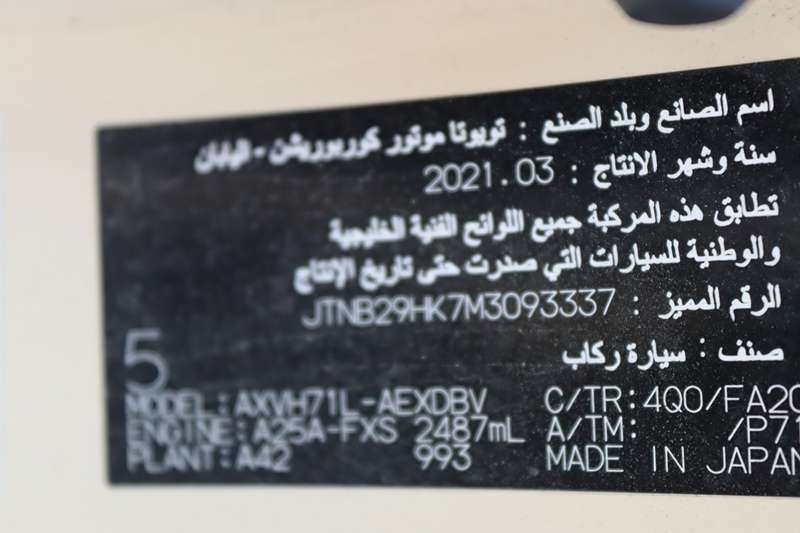 اسم الصانع وبلد الصنع : تويوتا موتور كوربوريشن - اليابان
سنة وشهر الانتاج : 2021.03
تطابق هذه المركبة جميع اللوائح الفنية الخليجية
والوطنية للسيارات التي صدرت حتى تاريخ الإنتاج
الرقم المميز : JTNB29HK7M3093337
صنف : سيارة ركاب
5
MODEL:AXVH71L-AEXDBV C/TR:4Q0/FA20
ENGINE:A25A-FXS 2487mL A/TM: /P71
PLANT:A42 993 MADE IN JAPAN